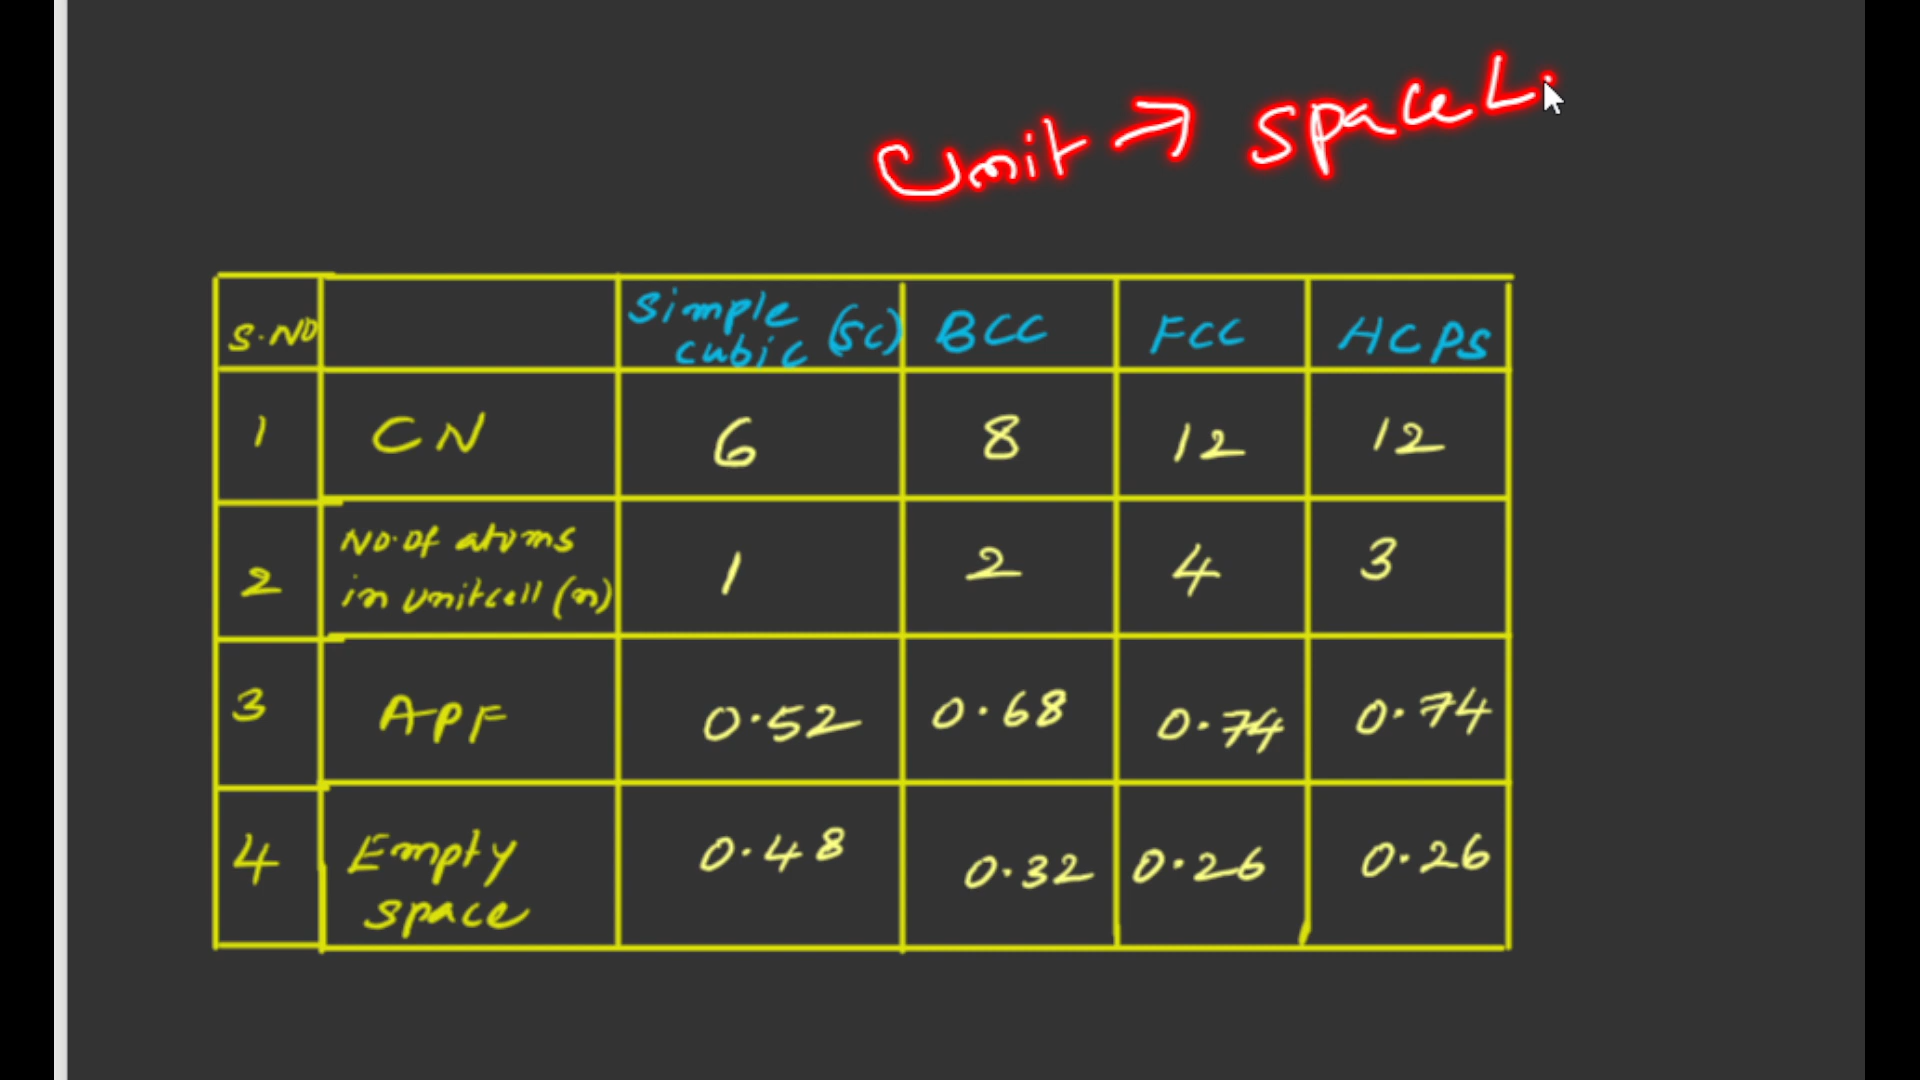 Unit → Space L
S.NO Simple cubic (SC) BCC FCC HCPS
1 CN 6 8 12 12
2 NO.Of atoms in unitcell (n) 1 2 4 3
3 APF 0.52 0.68 0.74 0.74
4 Empty space 0.48 0.32 0.26 0.26